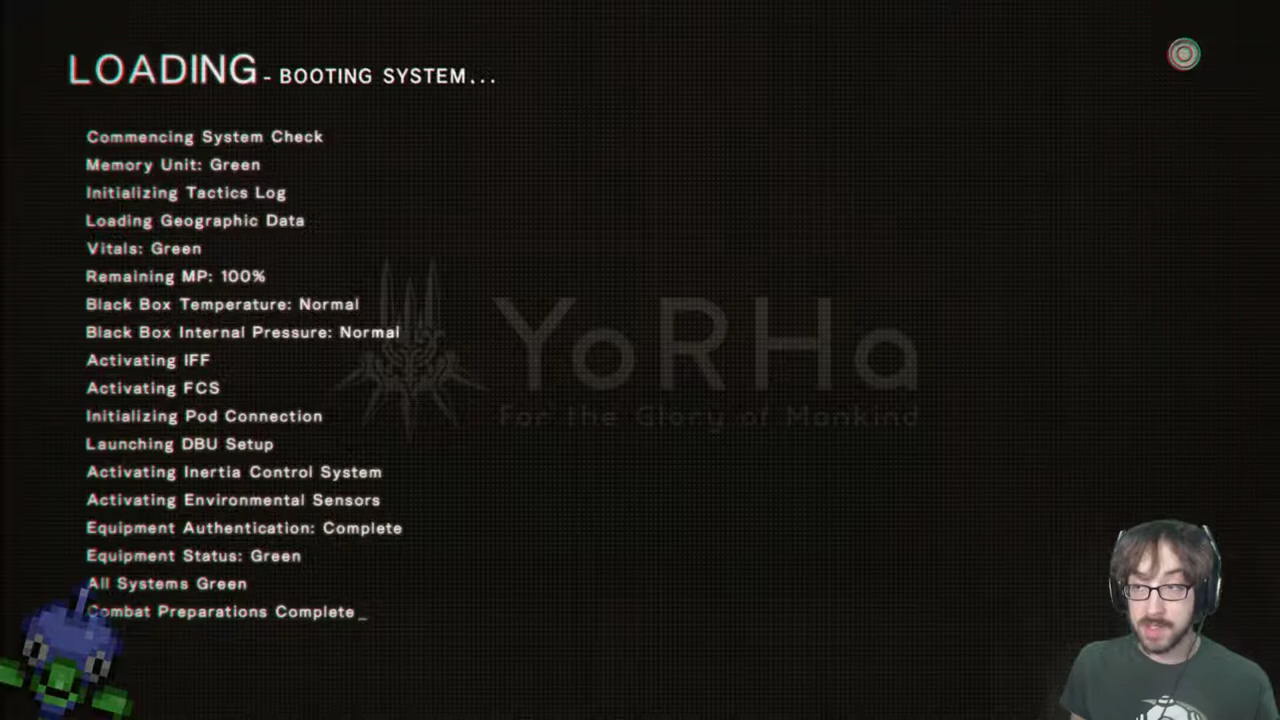 LOADING - BOOTING SYSTEM...
Commencing System Check
Memory Unit: Green
Initializing Tactics Log
Loading Geographic Data
Vitals: Green
Remaining MP: 100%
Black Box Temperature: Normal
Black Box Internal Pressure: Normal
Activating IFF
Activating FCS
Initializing Pod Connection
Launching DBU Setup
Activating Inertia Control System
Activating Environmental Sensors
Equipment Authentication: Complete
Equipment Status: Green
All Systems Green
Combat Preparations Complete_
YoRHa
For the Glory of Mankind